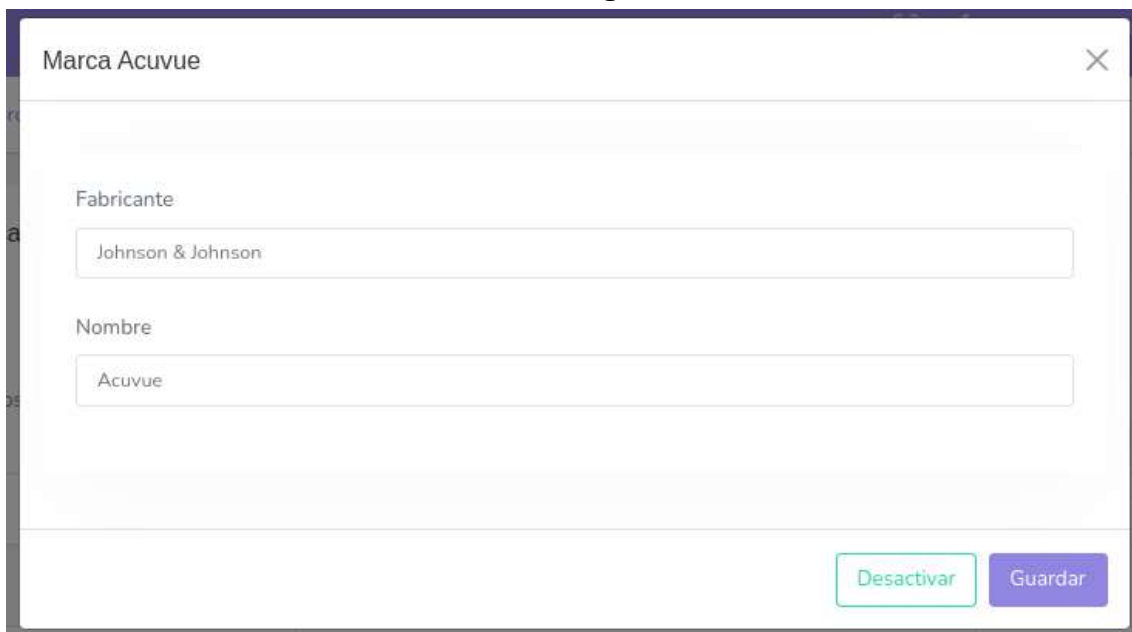 Marca Acuvue
Fabricante
Johnson & Johnson
Nombre
Acuvue
Desactivar
Guardar